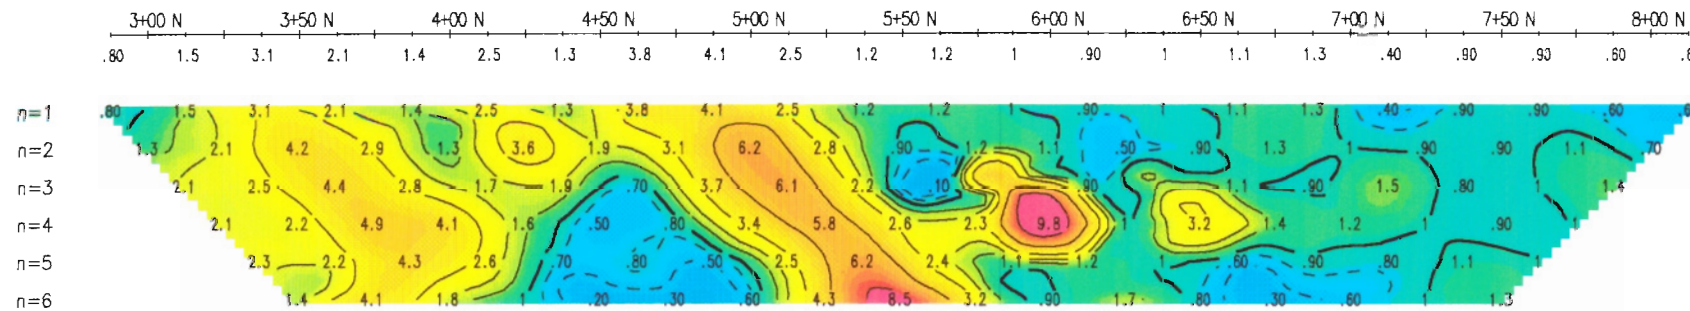 3+00 N 3+50 N 4+00 N 4+50 N 5+00 N 5+50 N 6+00 N 6+50 N 7+00 N 7+50 N 8+00 N
.80 1.5 3.1 2.1 1.4 2.5 1.3 3.8 4.1 2.5 1.2 1.2 1 .90 1 1.1 1.3 .40 .90 .93 .60
n=1 .80 1.5 3.1 2.1 1.4 2.5 1.3 3.8 4.1 2.5 1.2 1.2 1 .90 1 1.1 1.3 .40 .90 .90 .60
n=2 1.3 2.1 4.2 2.9 1.3 3.6 1.9 3.1 6.2 2.8 .90 1.2 1.1 .50 .90 1.3 1 .90 .90 1.1 .70
n=3 2.1 2.5 4.4 2.8 1.7 1.9 .70 3.7 6.1 2.2 .10 .90 1.1 .90 1.5 .80 1 1.4
n=4 2.1 2.2 4.9 4.1 1.6 .50 .80 3.4 5.8 2.6 2.3 9.8 1 3.2 1.4 1.2 1 .90 1
n=5 2.3 2.2 4.3 2.6 .70 .80 .50 2.5 6.2 2.4 1.1 1.2 1 .60 .90 .80 1.1 1
n=6 1.4 4.1 1.8 1 .20 .30 .60 4.3 8.5 3.2 .90 1.7 .80 .30 .60 1 1.3